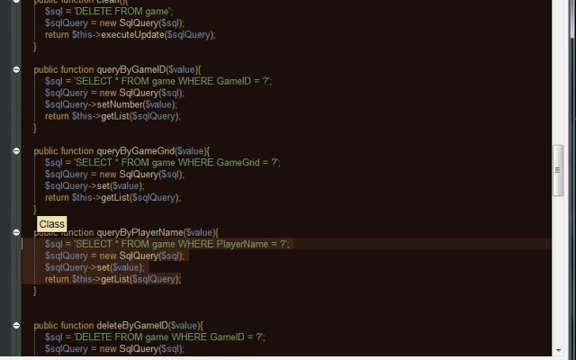 public function clean(){
$sql = 'DELETE FROM game';
$sqlQuery = new SqlQuery($sql);
return $this->executeUpdate($sqlQuery);
}
public function queryByGameID($value){
$sql = 'SELECT * FROM game WHERE GameID = ?';
$sqlQuery = new SqlQuery($sql);
$sqlQuery->setNumber($value);
return $this->getList($sqlQuery);
}
public function queryByGameGrid($value){
$sql = 'SELECT * FROM game WHERE GameGrid = ?';
$sqlQuery = new SqlQuery($sql);
$sqlQuery->set($value);
return $this->getList($sqlQuery);
}
Class
public function queryByPlayerName($value){
$sql = 'SELECT * FROM game WHERE PlayerName = ?';
$sqlQuery = new SqlQuery($sql);
$sqlQuery->set($value);
return $this->getList($sqlQuery);
}
public function deleteByGameID($value){
$sql = 'DELETE FROM game WHERE GameID = ?';
$sqlQuery = new SqlQuery($sql);